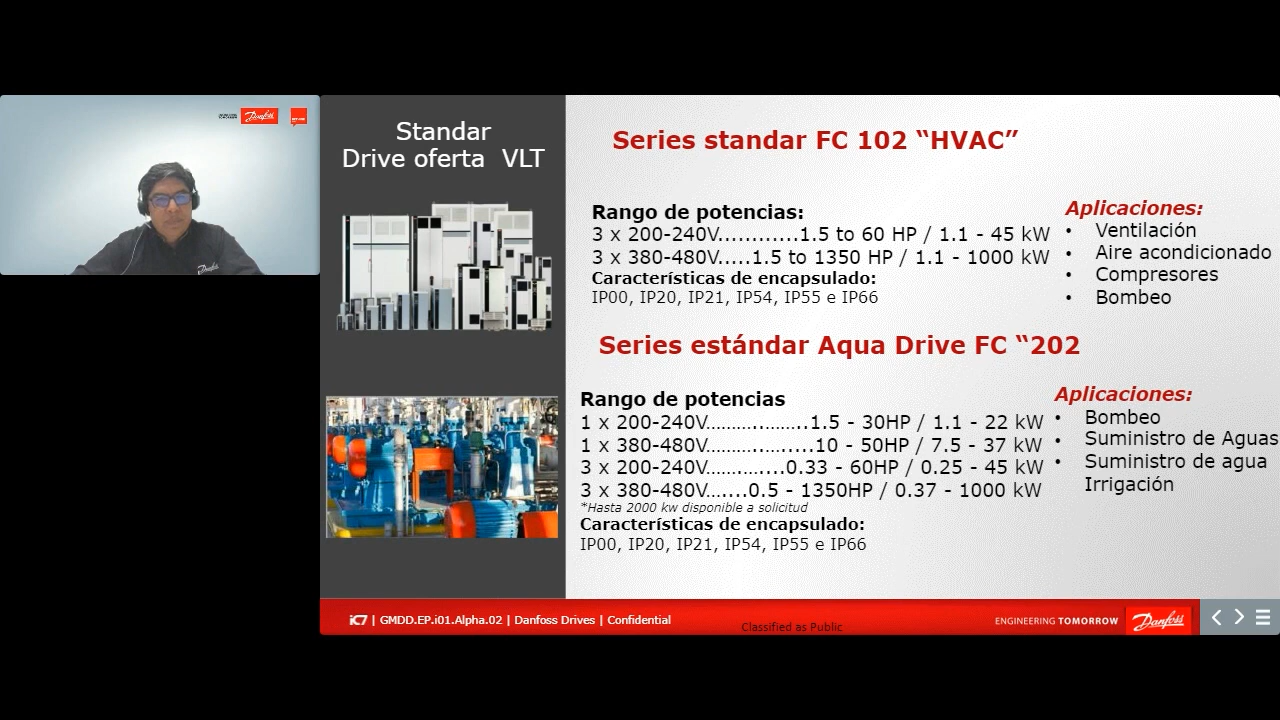 Danfoss
Danfoss
Standar
Drive oferta VLT
Series standar FC 102 “HVAC”
Rango de potencias:
3 x 200-240V............1.5 to 60 HP / 1.1 - 45 kW
3 x 380-480V.....1.5 to 1350 HP / 1.1 - 1000 kW
Características de encapsulado:
IP00, IP20, IP21, IP54, IP55 e IP66
Aplicaciones:
• Ventilación
• Aire acondicionado
• Compresores
• Bombeo
Series estándar Aqua Drive FC “202
Rango de potencias
1 x 200-240V………..……..1.5 - 30HP / 1.1 - 22 kW
1 x 380-480V………..…….....10 - 50HP / 7.5 - 37 kW
3 x 200-240V…….…....0.33 - 60HP / 0.25 - 45 kW
3 x 380-480V…....0.5 - 1350HP / 0.37 - 1000 kW
*Hasta 2000 kw disponible a solicitud
Características de encapsulado:
IP00, IP20, IP21, IP54, IP55 e IP66
Aplicaciones:
• Bombeo
• Suministro de Aguas
• Suministro de agua
Irrigación
iC7 | GMDD.EP.i01.Alpha.02 | Danfoss Drives | Confidential
Classified as Public
ENGINEERING TOMORROW
Danfoss